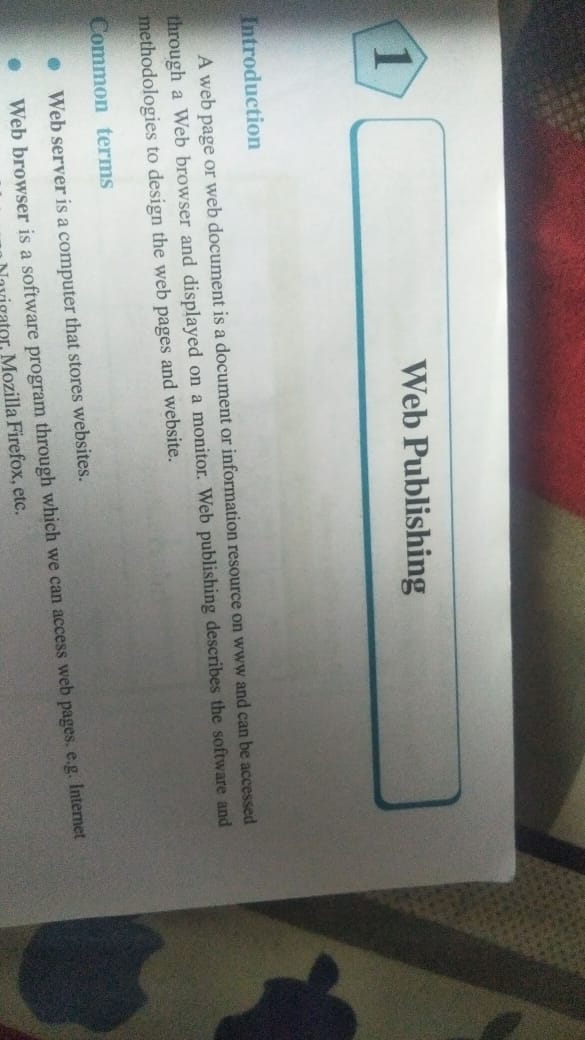 1
Web Publishing
Introduction
A web page or web document is a document or information resource on www and can be accessed
through a Web browser and displayed on a monitor. Web publishing describes the software and
methodologies to design the web pages and website.
Common terms
• Web server is a computer that stores websites.
• Web browser is a software program through which we can access web pages. e.g. Internet
Navigator, Mozilla Firefox, etc.